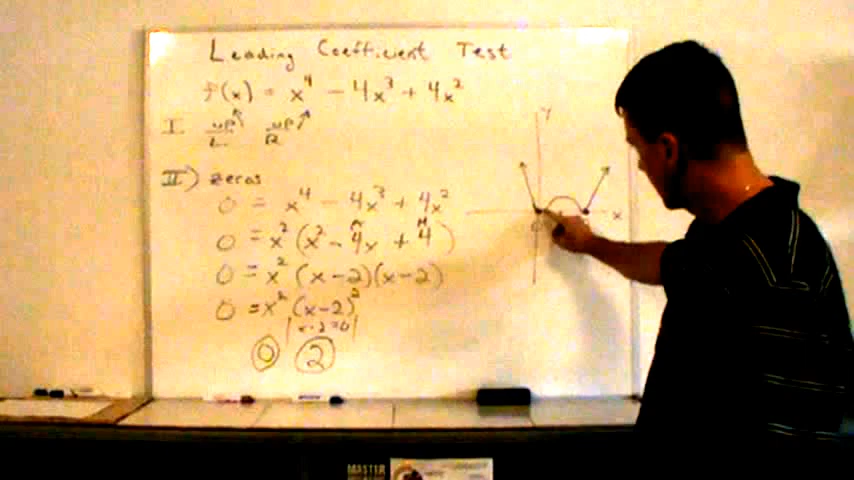 Leading Coefficient Test
f(x) = x⁴ - 4x³ + 4x²
I. UP UP
L R
II) zeros
0 = x⁴ - 4x³ + 4x²
0 = x²(x² - 4x + 4)
0 = x²(x-2)(x-2)
0 = x²(x-2)²
x-2=0
0 2
y
x
MASTER